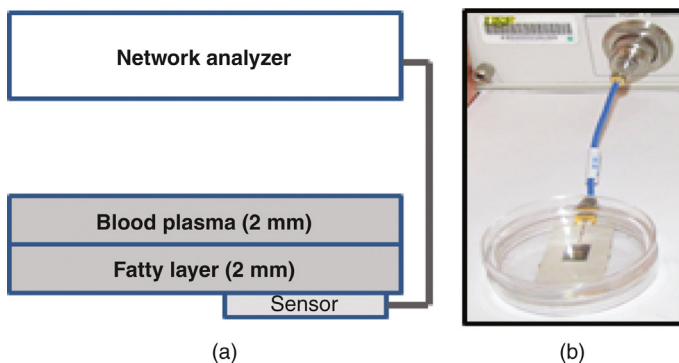 Network analyzer
Blood plasma (2 mm)
Fatty layer (2 mm)
Sensor
(a)
(b)